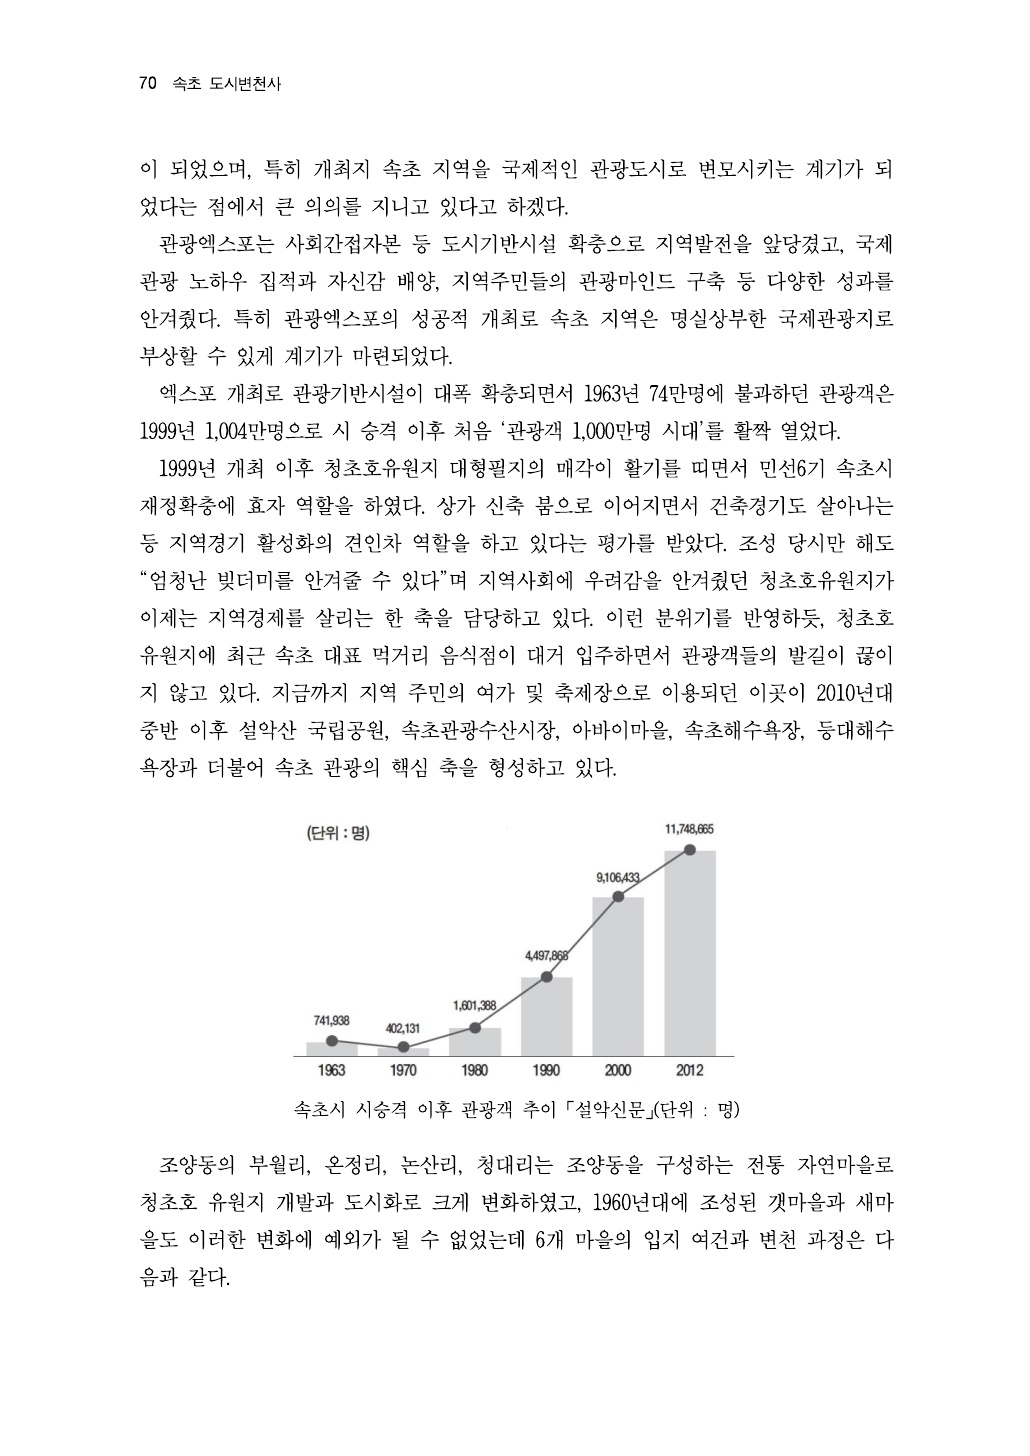 70 속초 도시변천사
이 되었으며, 특히 개최지 속초 지역을 국제적인 관광도시로 변모시키는 계기가 되
었다는 점에서 큰 의의를 지니고 있다고 하겠다.
관광엑스포는 사회간접자본 등 도시기반시설 확충으로 지역발전을 앞당겼고, 국제
관광 노하우 집적과 자신감 배양, 지역주민들의 관광마인드 구축 등 다양한 성과를
안겨줬다. 특히 관광엑스포의 성공적 개최로 속초 지역은 명실상부한 국제관광지로
부상할 수 있게 계기가 마련되었다.
엑스포 개최로 관광기반시설이 대폭 확충되면서 1963년 74만명에 불과하던 관광객은
1999년 1,004만명으로 시 승격 이후 처음 ‘관광객 1,000만명 시대’를 활짝 열었다.
1999년 개최 이후 청초호유원지 대형필지의 매각이 활기를 띠면서 민선6기 속초시
재정확충에 효자 역할을 하였다. 상가 신축 붐으로 이어지면서 건축경기도 살아나는
등 지역경기 활성화의 견인차 역할을 하고 있다는 평가를 받았다. 조성 당시만 해도
“엄청난 빚더미를 안겨줄 수 있다”며 지역사회에 우려감을 안겨줬던 청초호유원지가
이제는 지역경제를 살리는 한 축을 담당하고 있다. 이런 분위기를 반영하듯, 청초호
유원지에 최근 속초 대표 먹거리 음식점이 대거 입주하면서 관광객들의 발길이 끊이
지 않고 있다. 지금까지 지역 주민의 여가 및 축제장으로 이용되던 이곳이 2010년대
중반 이후 설악산 국립공원, 속초관광수산시장, 아바이마을, 속초해수욕장, 등대해수
욕장과 더불어 속초 관광의 핵심 축을 형성하고 있다.
(단위 : 명)
11,748,665
9,106,433
4,497,868
1,601,388
741,938
402,131
1963 1970 1980 1990 2000 2012
속초시 시승격 이후 관광객 추이「설악신문」(단위 : 명)
조양동의 부월리, 온정리, 논산리, 청대리는 조양동을 구성하는 전통 자연마을로
청초호 유원지 개발과 도시화로 크게 변화하였고, 1960년대에 조성된 갯마을과 새마
을도 이러한 변화에 예외가 될 수 없었는데 6개 마을의 입지 여건과 변천 과정은 다
음과 같다.